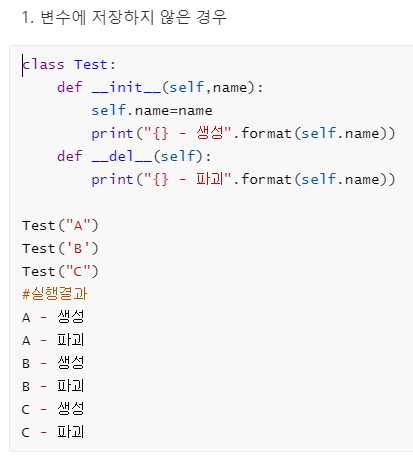 1. 변수에 저장하지 않은 경우
class Test:
    def __init__(self,name):
        self.name=name
        print("{} - 생성".format(self.name))
    def __del__(self):
        print("{} - 파괴".format(self.name))

Test("A")
Test('B')
Test("C")
#실행결과
A - 생성
A - 파괴
B - 생성
B - 파괴
C - 생성
C - 파괴